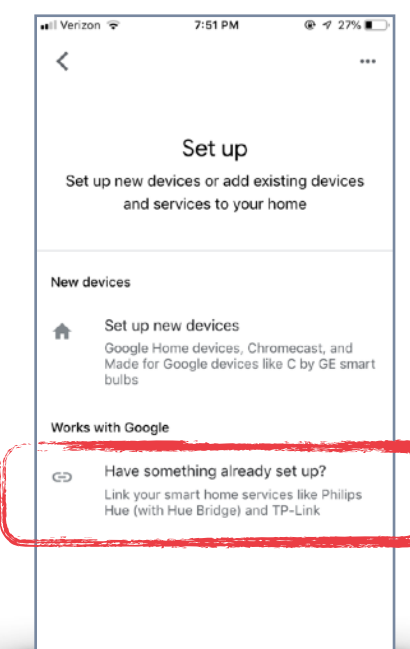 Verizon 7:51 PM 27%
Set up
Set up new devices or add existing devices
and services to your home
New devices
Set up new devices
Google Home devices, Chromecast, and
Made for Google devices like C by GE smart
bulbs
Works with Google
Have something already set up?
Link your smart home services like Philips
Hue (with Hue Bridge) and TP-Link